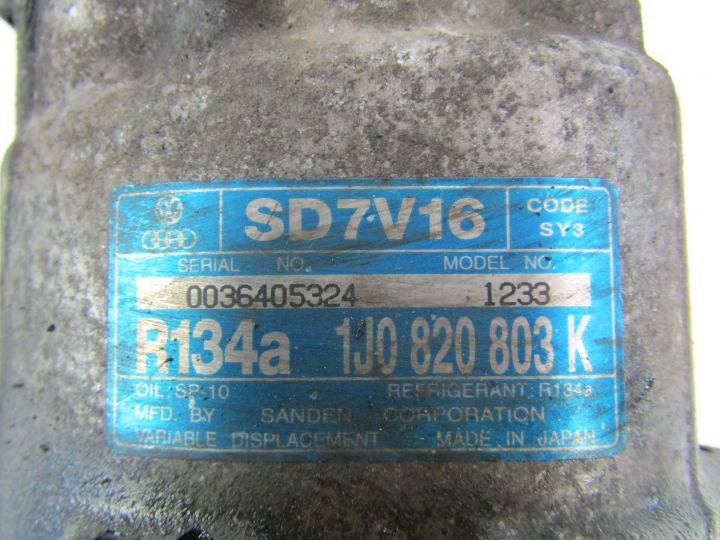 SD7V16
CODE
SY3
SERIAL NO.
MODEL NO.
0036405324
1233
R134a
1J0 820 803 K
OIL: SP-10
REFRIGERANT: R134a
MFD. BY SANDEN CORPORATION
VARIABLE DISPLACEMENT
MADE IN JAPAN